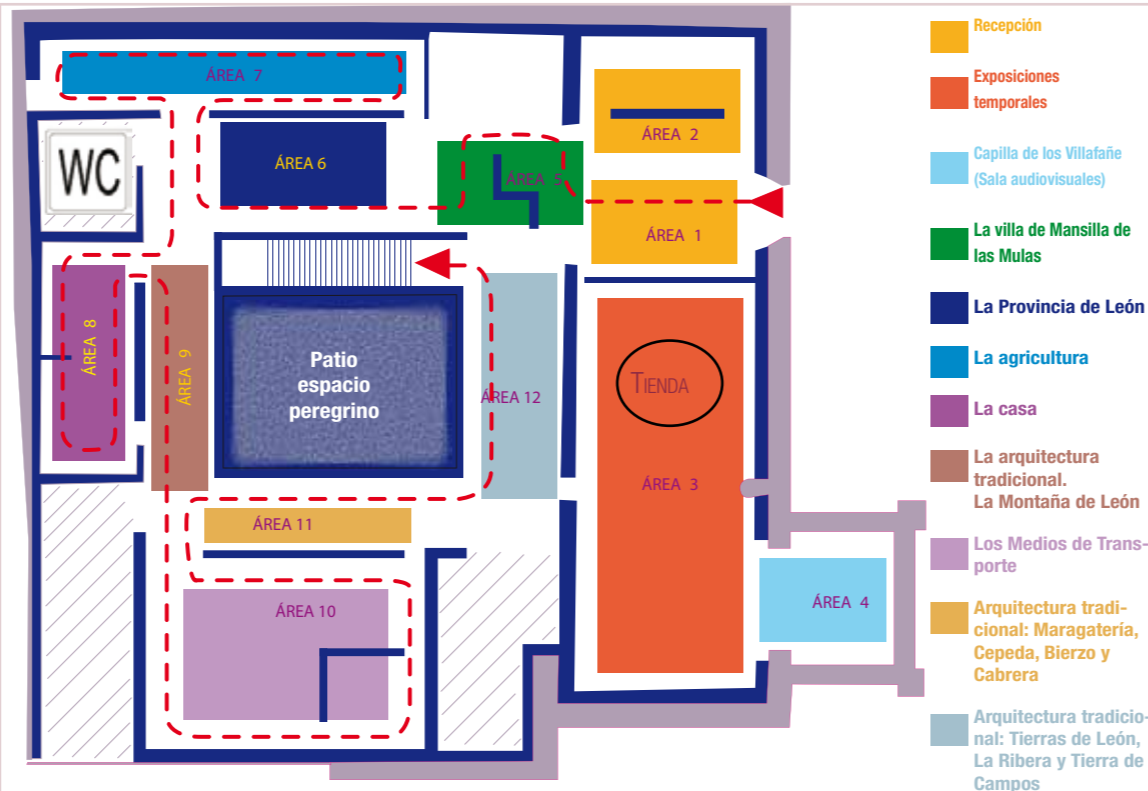 ÁREA 7
WC
ÁREA 6
ÁREA 5
ÁREA 2
ÁREA 1
ÁREA 8
ÁREA 9
Patio
espacio
peregrino
ÁREA 12
TIENDA
ÁREA 3
ÁREA 11
ÁREA 10
ÁREA 4
Recepción
Exposiciones
temporales
Capilla de los Villafañe
(Sala audiovisuales)
La villa de Mansilla de
las Mulas
La Provincia de León
La agricultura
La casa
La arquitectura
tradicional.
La Montaña de León
Los Medios de Trans-
porte
Arquitectura tradi-
cional: Maragatería,
Cepeda, Bierzo y
Cabrera
Arquitectura tradicio-
nal: Tierras de León,
La Ribera y Tierra de
Campos